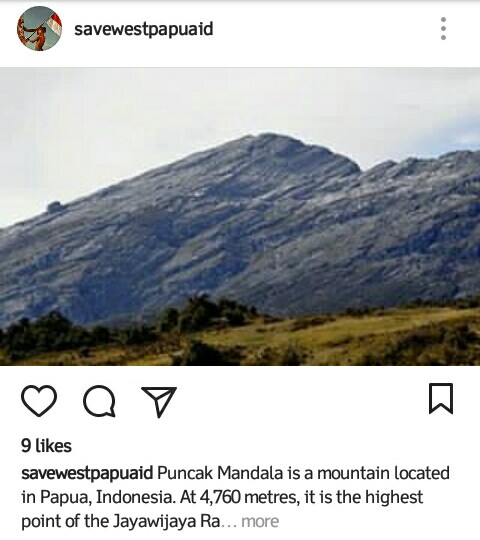 savewestpapuaid
9 likes
savewestpapuaid Puncak Mandala is a mountain located
in Papua, Indonesia. At 4,760 metres, it is the highest
point of the Jayawijaya Ra... more